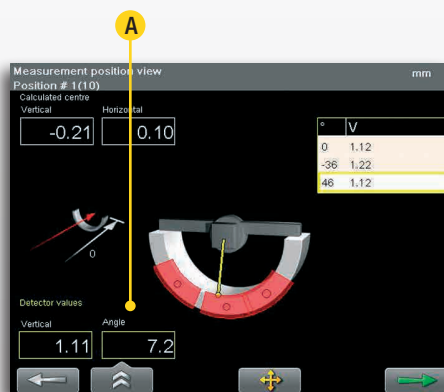 A
Measurement position view
Position # 1(10)
mm
Calculated centre
Vertical Horizontal
-0.21 0.10
° V
0 1.12
-36 1.22
46 1.12
0
Detector values
Vertical Angle
1.11 7.2